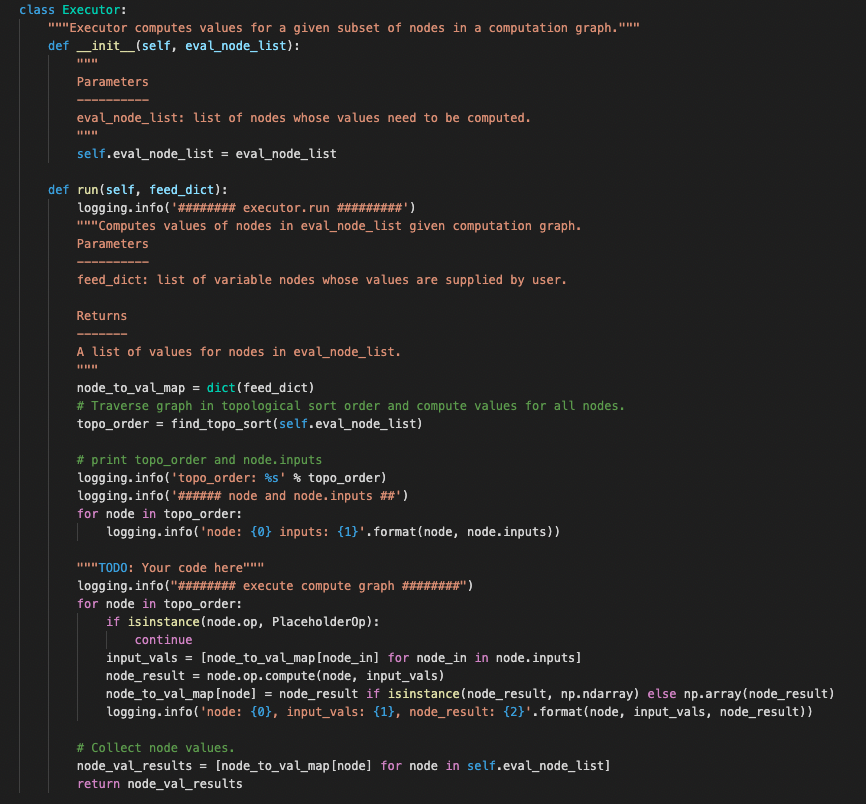 class Executor:
    """Executor computes values for a given subset of nodes in a computation graph."""
    def __init__(self, eval_node_list):
        """
        Parameters
        ----------
        eval_node_list: list of nodes whose values need to be computed.
        """
        self.eval_node_list = eval_node_list

    def run(self, feed_dict):
        logging.info('######## executor.run #########')
        """Computes values of nodes in eval_node_list given computation graph.
        Parameters
        ----------
        feed_dict: list of variable nodes whose values are supplied by user.

        Returns
        -------
        A list of values for nodes in eval_node_list.
        """
        node_to_val_map = dict(feed_dict)
        # Traverse graph in topological sort order and compute values for all nodes.
        topo_order = find_topo_sort(self.eval_node_list)

        # print topo_order and node.inputs
        logging.info('topo_order: %s' % topo_order)
        logging.info('###### node and node.inputs ##')
        for node in topo_order:
            logging.info('node: {0} inputs: {1}'.format(node, node.inputs))

        """TODO: Your code here"""
        logging.info("######## execute compute graph ########")
        for node in topo_order:
            if isinstance(node.op, PlaceholderOp):
                continue
            input_vals = [node_to_val_map[node_in] for node_in in node.inputs]
            node_result = node.op.compute(node, input_vals)
            node_to_val_map[node] = node_result if isinstance(node_result, np.ndarray) else np.array(node_result)
            logging.info('node: {0}, input_vals: {1}, node_result: {2}'.format(node, input_vals, node_result))

        # Collect node values.
        node_val_results = [node_to_val_map[node] for node in self.eval_node_list]
        return node_val_results